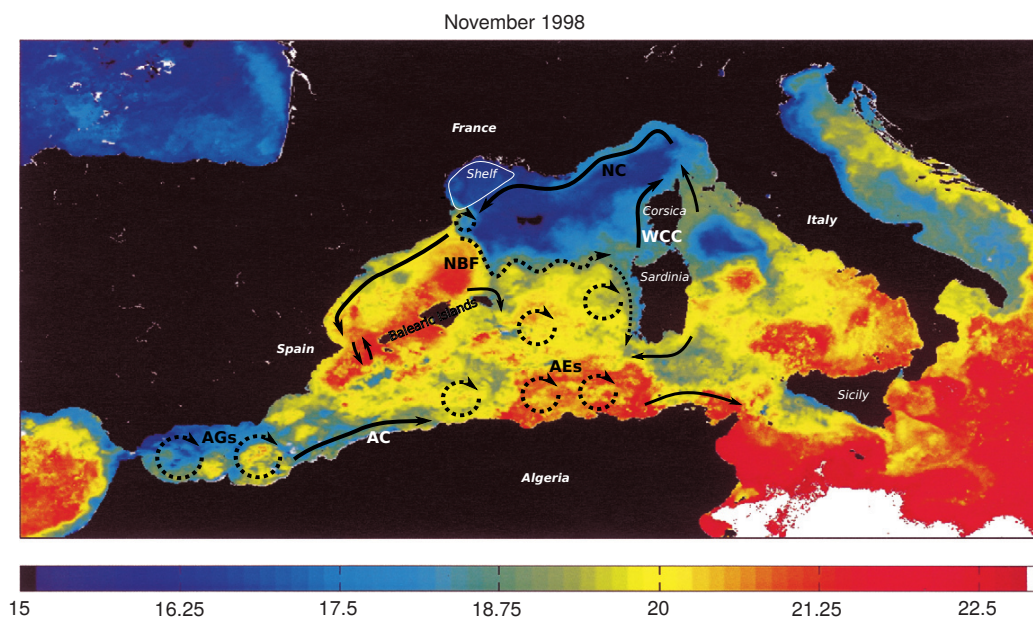 November 1998
France
Shelf
NC
Corsica
Italy
WCC
NBF
Sardinia
Balearic Islands
Spain
AEs
Sicily
AGs
AC
Algeria
15 16.25 17.5 18.75 20 21.25 22.5